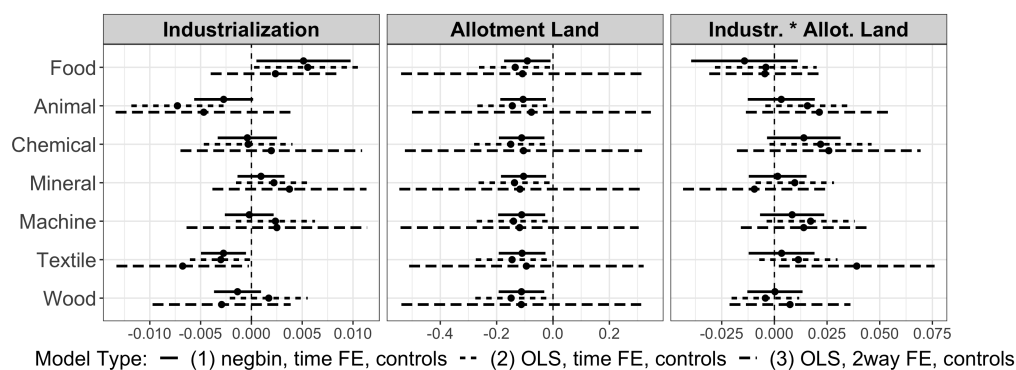 Industrialization Allotment Land Industr. * Allot. Land
Food
Animal
Chemical
Mineral
Machine
Textile
Wood
-0.010 -0.005 0.000 0.005 0.010 -0.4 -0.2 0.0 0.2 -0.025 0.000 0.025 0.050 0.075
Model Type: (1) negbin, time FE, controls (2) OLS, time FE, controls (3) OLS, 2way FE, controls